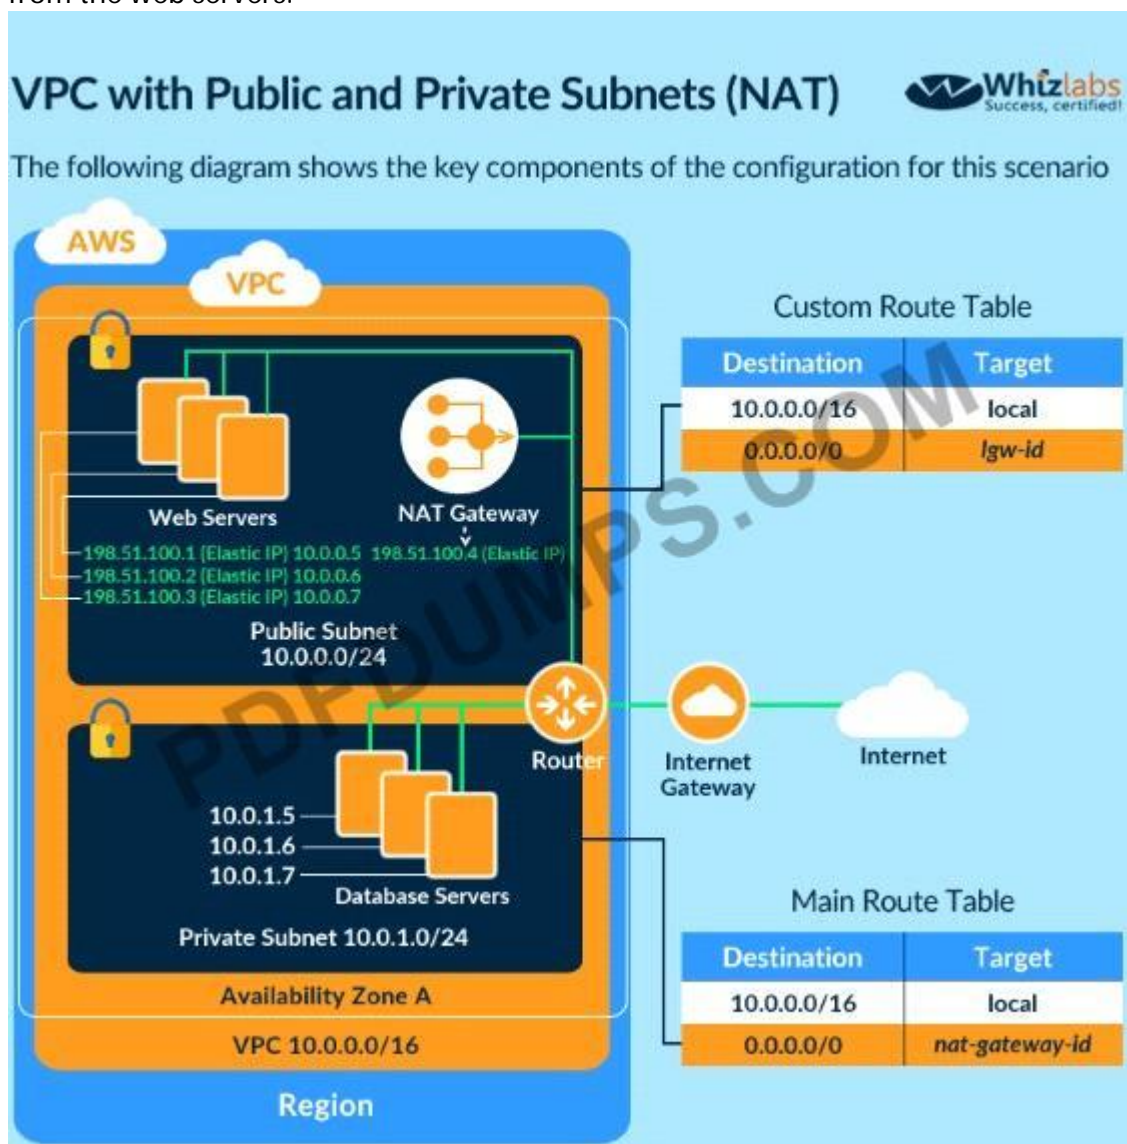 from the web servers.
VPC with Public and Private Subnets (NAT)
Whizlabs
Success, certified!
The following diagram shows the key components of the configuration for this scenario
AWS
VPC
Custom Route Table
Destination Target
10.0.0.0/16 local
0.0.0.0/0 lgw-id
Web Servers
NAT Gateway
198.51.100.1 (Elastic IP) 10.0.0.5 198.51.100.4 (Elastic IP)
198.51.100.2 (Elastic IP) 10.0.0.6
198.51.100.3 (Elastic IP) 10.0.0.7
Public Subnet
10.0.0.0/24
PDFDUMPS.COM
Router
Internet
Gateway
Internet
10.0.1.5
10.0.1.6
10.0.1.7
Database Servers
Private Subnet 10.0.1.0/24
Main Route Table
Destination Target
10.0.0.0/16 local
0.0.0.0/0 nat-gateway-id
Availability Zone A
VPC 10.0.0.0/16
Region